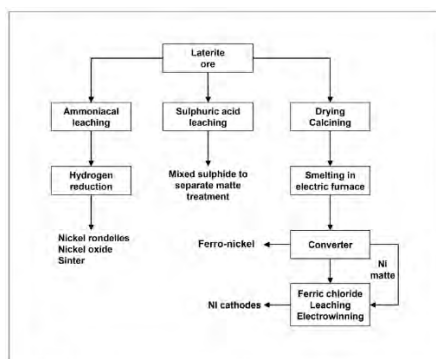 Laterite
ore
Ammoniacal
leaching
Sulphuric acid
leaching
Drying
Calcining
Hydrogen
reduction
Mixed sulphide to
separate matte
treatment
Smelting in
electric furnace
Nickel rondelles
Nickel oxide
Sinter
Ferro-nickel
Converter
Ni
matte
NI cathodes
Ferric chloride
Leaching
Electrowinning